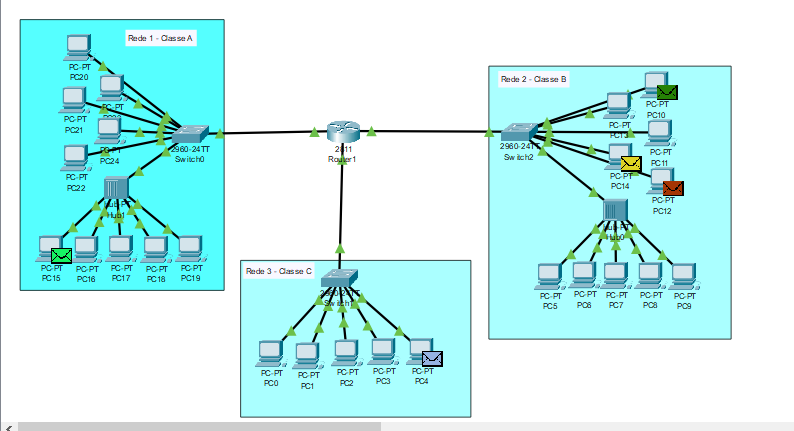 Rede 1 - Classe A
PC-PT
PC20
PC-PT
PC21
PC-PT
PC-PT
PC24
PC-PT
PC22
2960-24TT
Switch0
Hub-PT
Hub1
PC-PT
PC15
PC-PT
PC16
PC-PT
PC17
PC-PT
PC18
PC-PT
PC19
2811
Router1
Rede 2 - Classe B
PC-PT
PC10
PC-PT
PC13
PC-PT
PC11
PC-PT
PC14
PC-PT
PC12
2960-24TT
Switch2
Hub-PT
Hub0
PC-PT
PC5
PC-PT
PC6
PC-PT
PC7
PC-PT
PC8
PC-PT
PC9
Rede 3 - Classe C
2960-24TT
PC-PT
PC0
PC-PT
PC1
PC-PT
PC2
PC-PT
PC3
PC-PT
PC4